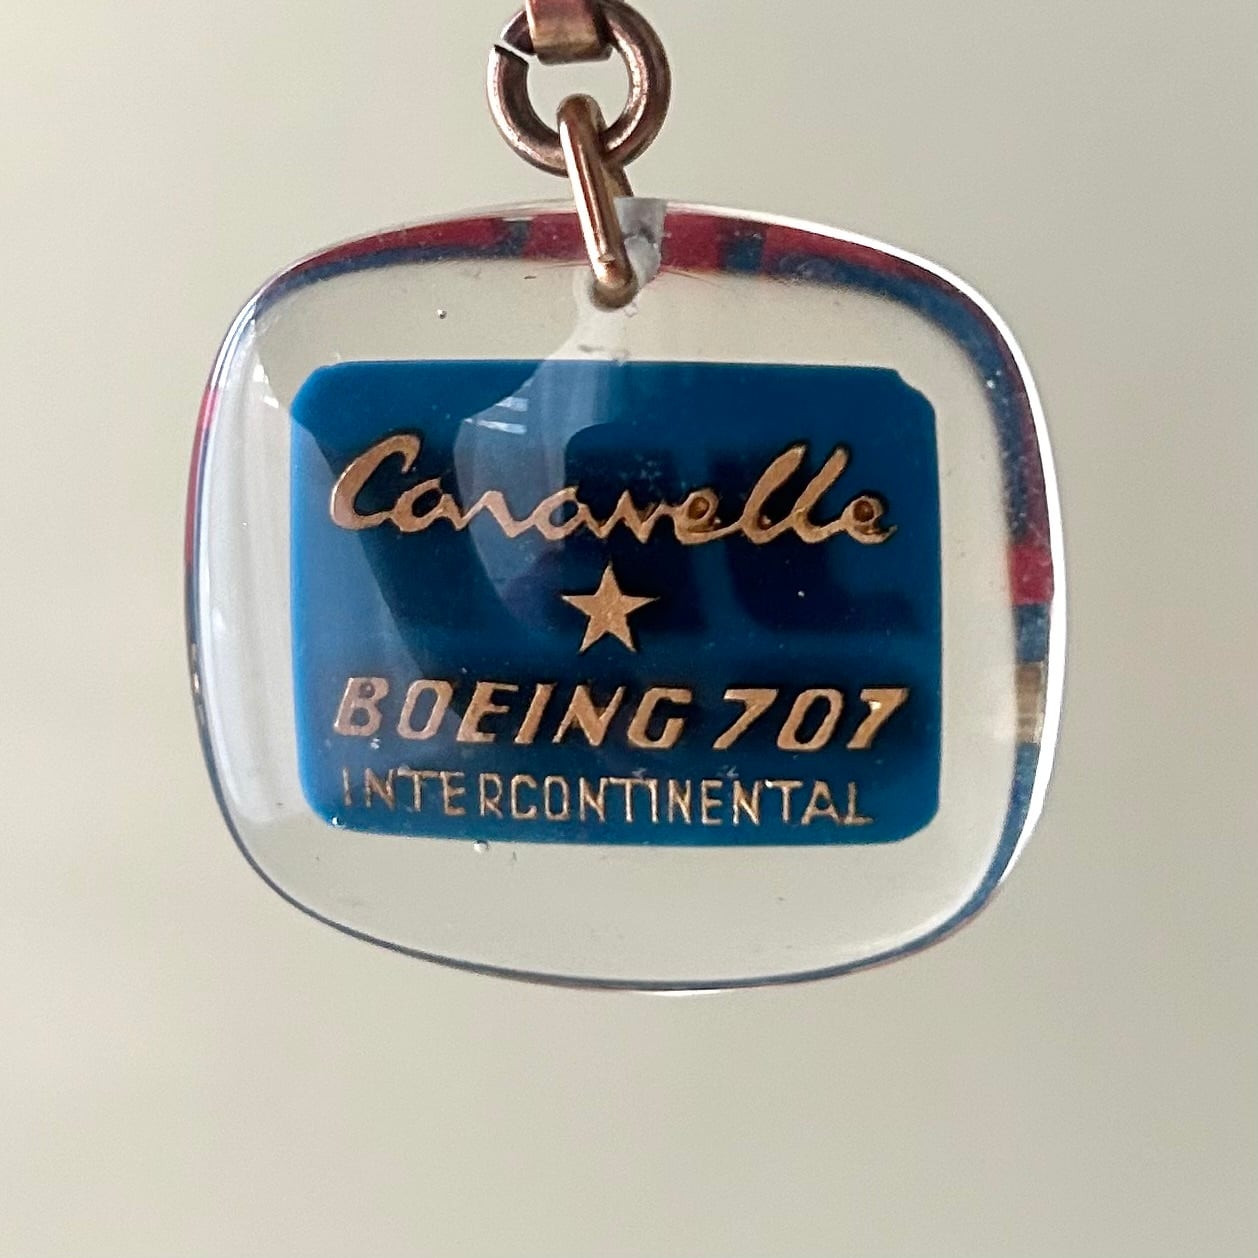 Caravelle
BOEING 707
INTERCONTINENTAL